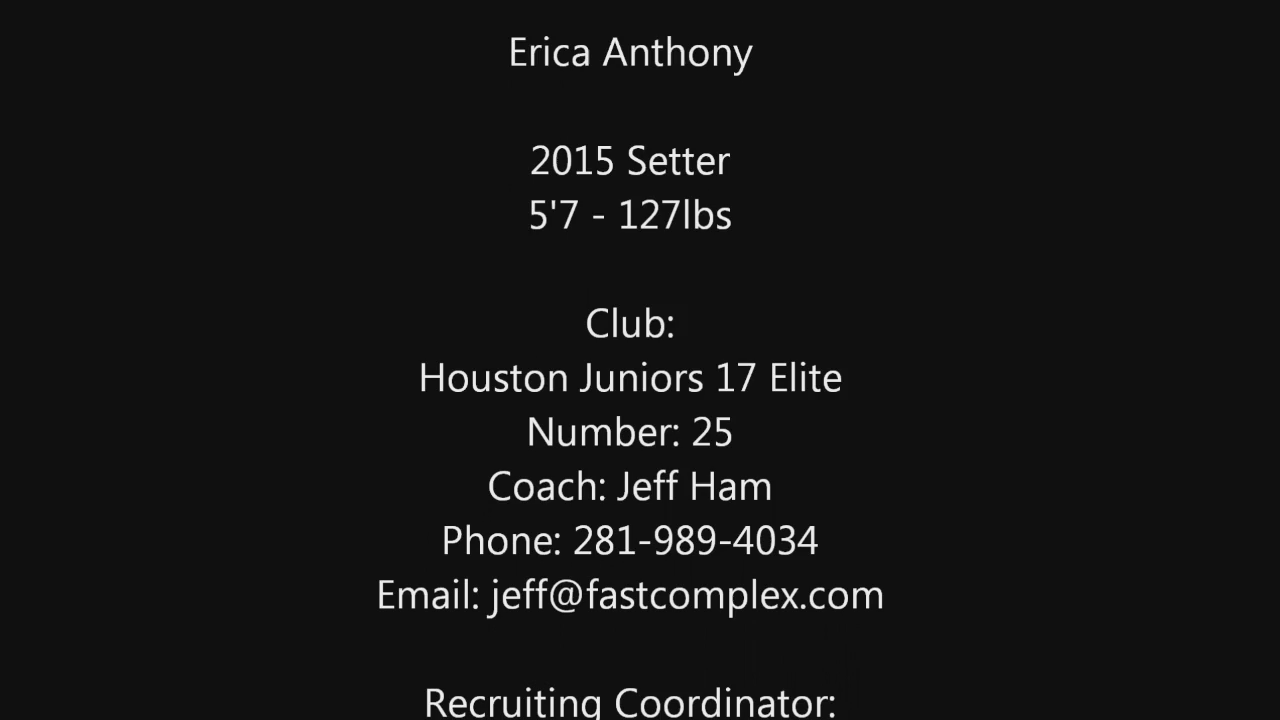 Erica Anthony
2015 Setter
5'7 - 127lbs
Club:
Houston Juniors 17 Elite
Number: 25
Coach: Jeff Ham
Phone: 281-989-4034
Email: jeff@fastcomplex.com
Recruiting Coordinator: